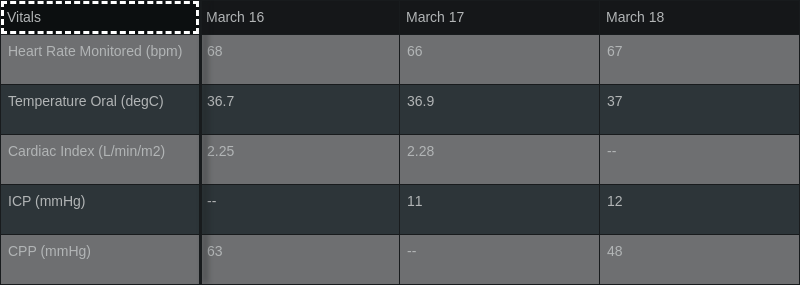 Vitals March 16 March 17 March 18
Heart Rate Monitored (bpm) 68 66 67
Temperature Oral (degC) 36.7 36.9 37
Cardiac Index (L/min/m2) 2.25 2.28 --
ICP (mmHg) -- 11 12
CPP (mmHg) 63 -- 48